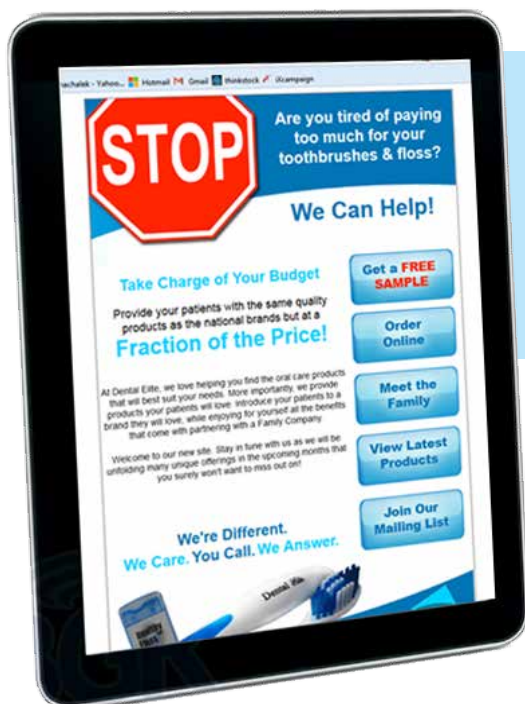 achalek - Yahoo... Hotmail Gmail thinkstock iXcampaign
STOP
Are you tired of paying
too much for your
toothbrushes & floss?
We Can Help!
Take Charge of Your Budget
Provide your patients with the same quality
products as the national brands but at a
Fraction of the Price!
At Dental Elite, we love helping you find the oral care products
that will best suit your needs. More importantly, we provide
products your patients will love. Introduce your patients to a
brand they will love, while enjoying for yourself all the benefits
that come with partnering with a Family Company.
Welcome to our new site. Stay in tune with us as we will be
unfolding many unique offerings in the upcoming months that
you surely won't want to miss out on!
We're Different.
We Care. You Call. We Answer.
Get a FREE
SAMPLE
Order
Online
Meet the
Family
View Latest
Products
Join Our
Mailing List
Dental Elite